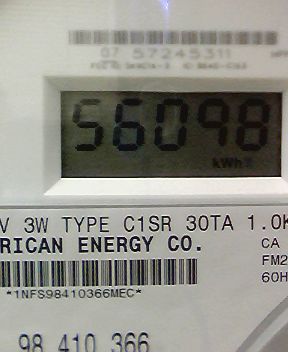 07 57245311
56098
kWh
V 3W TYPE C1SR 30TA 1.0K
RICAN ENERGY CO.
CA
FM2
60H
*1NFS98410366MEC*
98 410 366